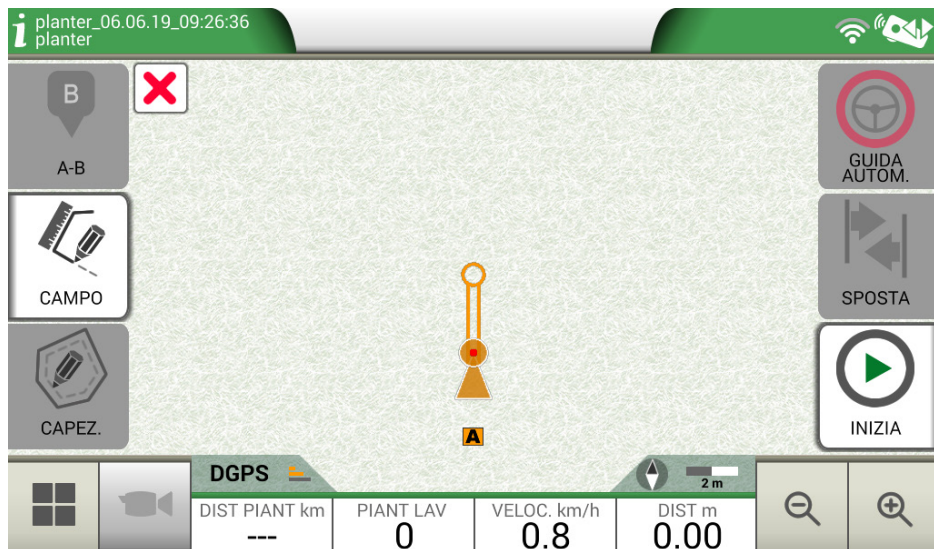 planter_06.06.19_09:26:36
planter
B
A-B
CAMPO
CAPEZ.
GUIDA
AUTOM.
SPOSTA
INIZIA
A
DGPS
2 m
DIST PIANT km
---
PIANT LAV
0
VELOC. km/h
0.8
DIST m
0.00